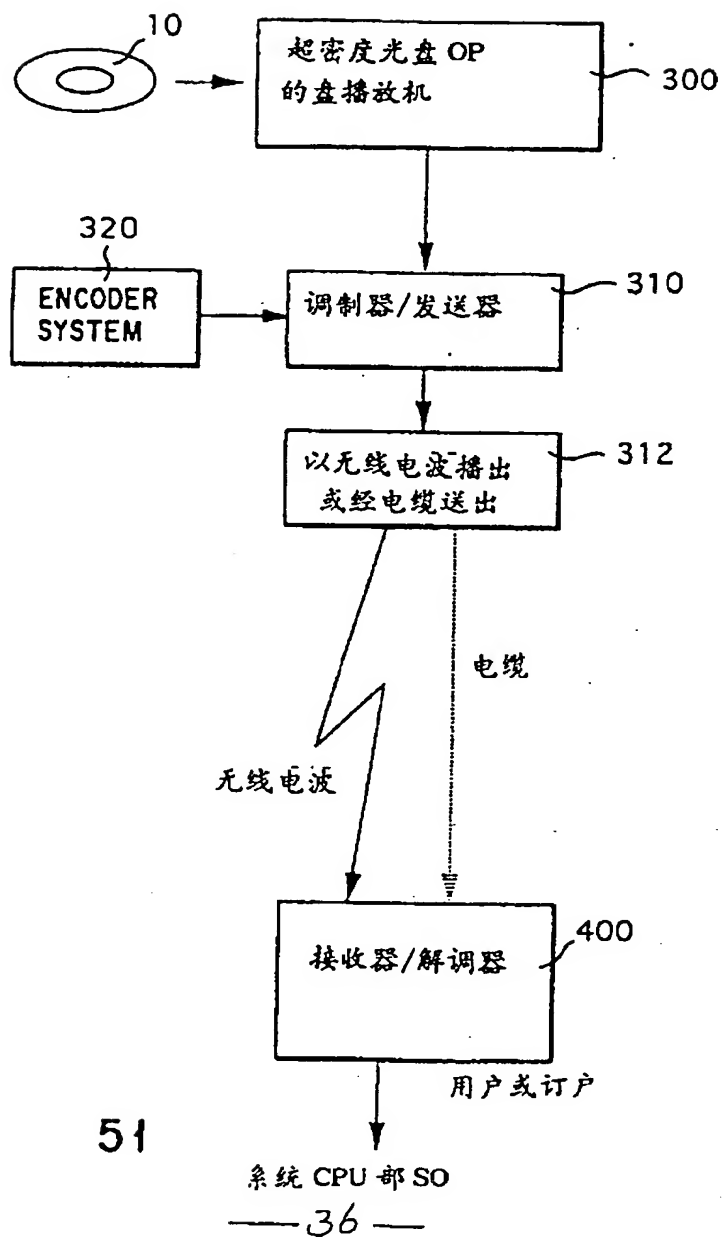 10
超密度光盘 OP
的盘播放机
300
320
ENCODER
SYSTEM
调制器/发送器
310
以无线电波播出
或经电缆送出
312
电缆
无线电波
400
接收器/解调器
用户或订户
51
系统 CPU 部 SO
— 36 —